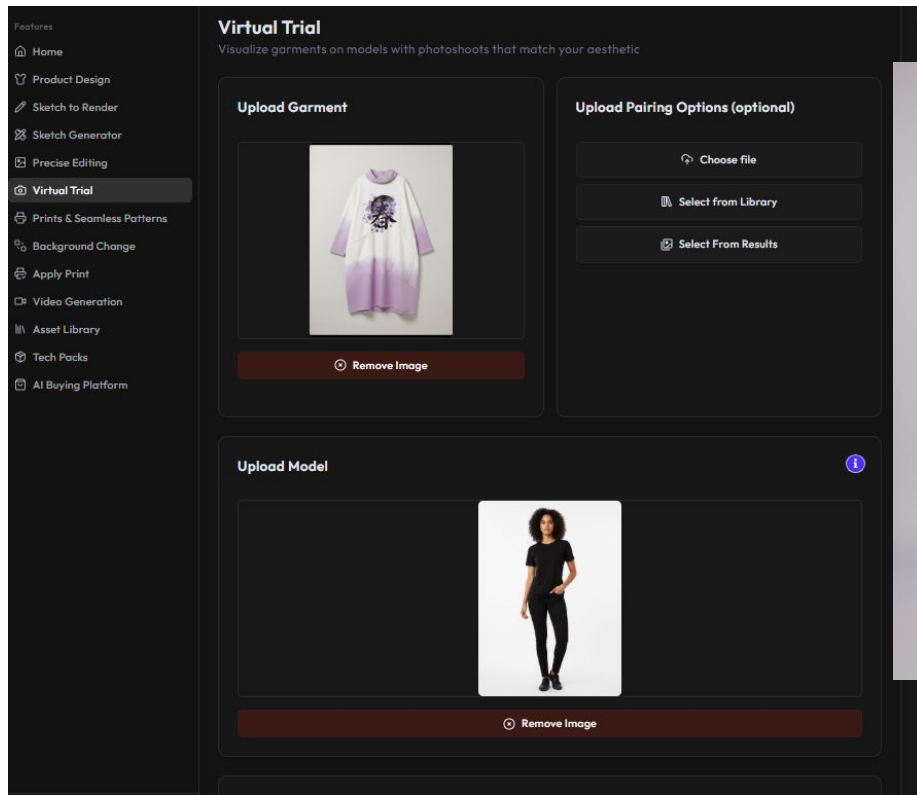 Features
Home
Product Design
Sketch to Render
Sketch Generator
Precise Editing
Virtual Trial
Prints & Seamless Patterns
Background Change
Apply Print
Video Generation
Asset Library
Tech Packs
AI Buying Platform
Virtual Trial
Visualize garments on models with photoshoots that match your aesthetic
Upload Garment
春
Remove Image
Upload Pairing Options (optional)
Choose file
Select from Library
Select From Results
Upload Model
i
Remove Image